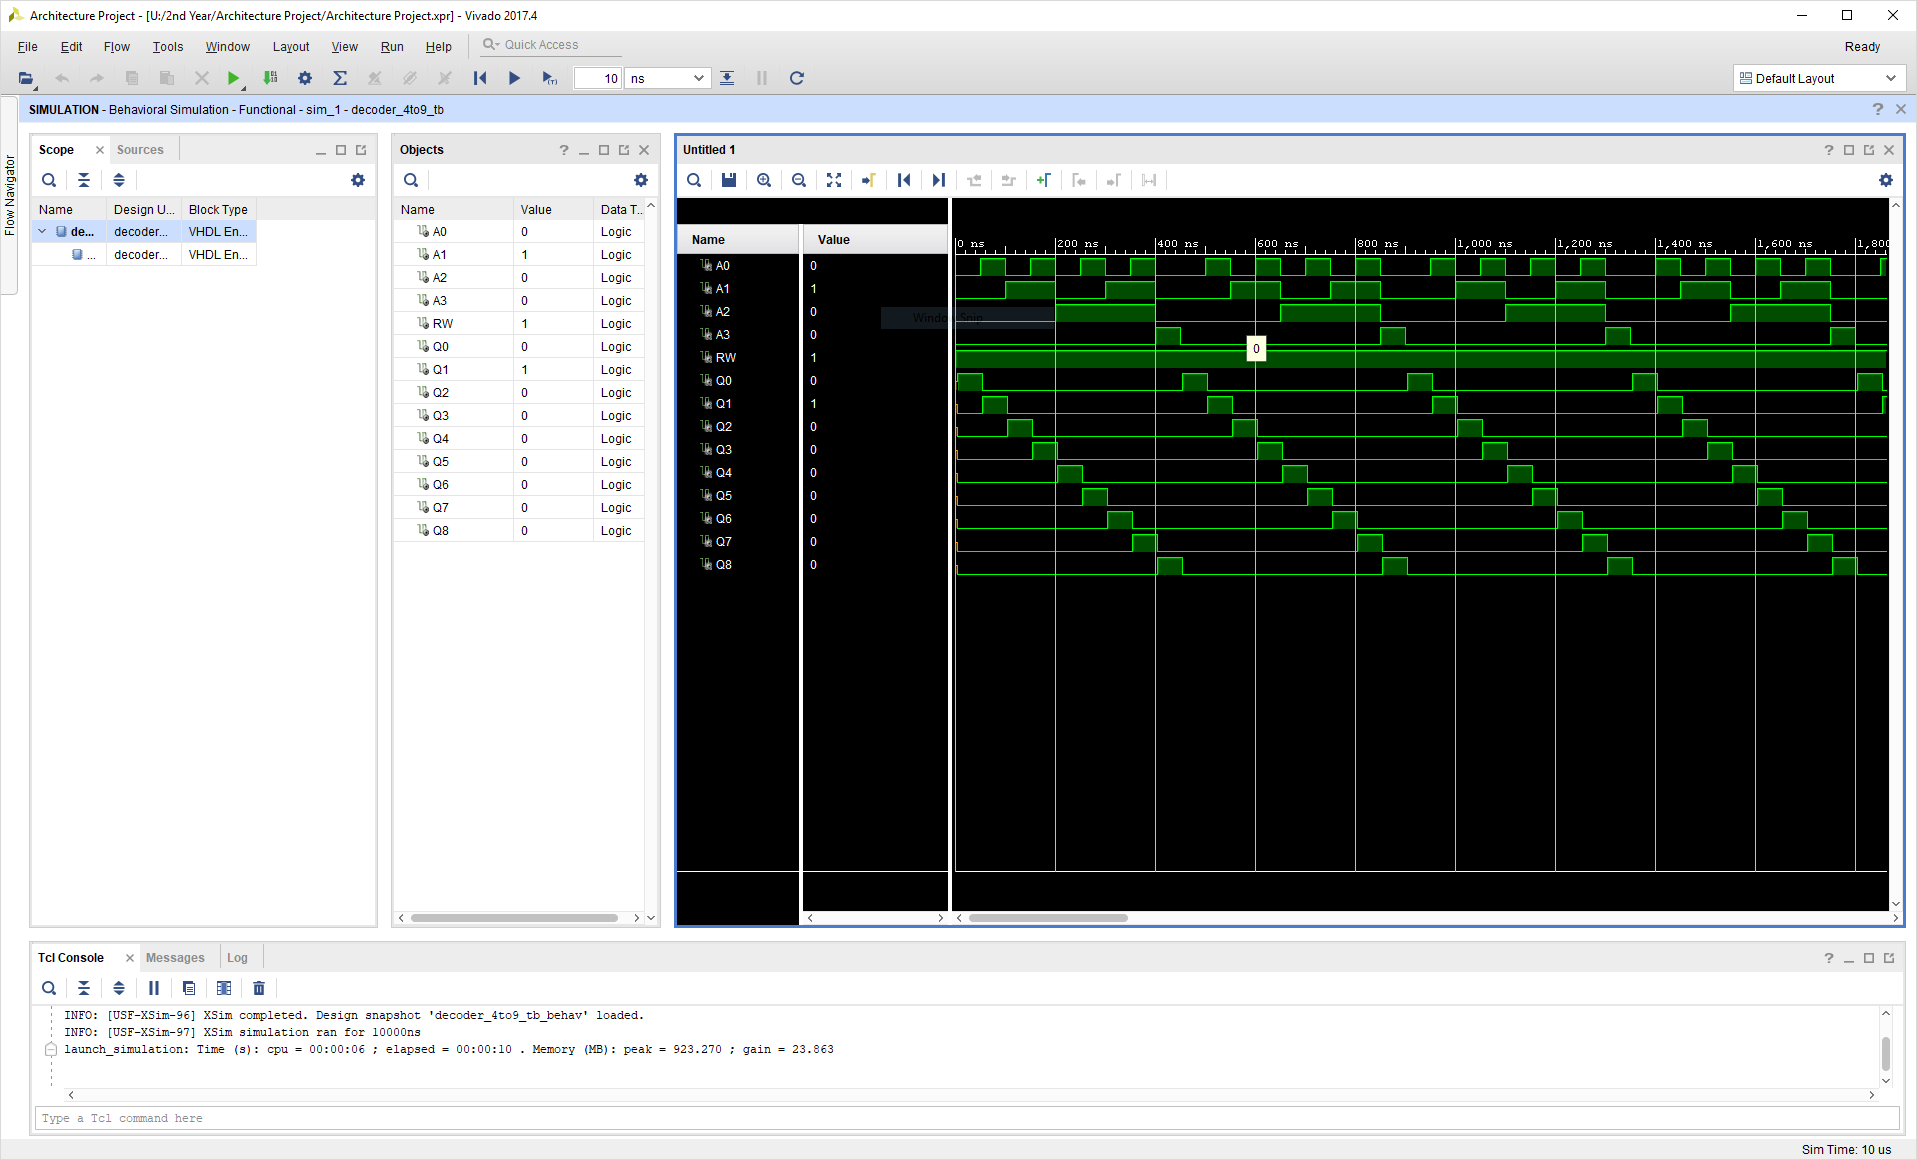 Architecture Project - [U:/2nd Year/Architecture Project/Architecture Project.xpr] - Vivado 2017.4
File Edit Flow Tools Window Layout View Run Help Quick Access Ready
10 ns Default Layout
SIMULATION - Behavioral Simulation - Functional - sim_1 - decoder_4to9_tb
Flow Navigator
Scope Sources
Name Design U... Block Type
de... decoder... VHDL En...
... decoder... VHDL En...
Objects
Name Value Data T...
A0 0 Logic
A1 1 Logic
A2 0 Logic
A3 0 Logic
RW 1 Logic
Q0 0 Logic
Q1 1 Logic
Q2 0 Logic
Q3 0 Logic
Q4 0 Logic
Q5 0 Logic
Q6 0 Logic
Q7 0 Logic
Q8 0 Logic
Untitled 1
Name Value
0 ns 200 ns 400 ns 600 ns 800 ns 1,000 ns 1,200 ns 1,400 ns 1,600 ns 1,800
A0 0
A1 1
A2 0
Window Snip
A3 0
0
RW 1
Q0 0
Q1 1
Q2 0
Q3 0
Q4 0
Q5 0
Q6 0
Q7 0
Q8 0
Tcl Console Messages Log
INFO: [USF-XSim-96] XSim completed. Design snapshot 'decoder_4to9_tb_behav' loaded.
INFO: [USF-XSim-97] XSim simulation ran for 10000ns
launch_simulation: Time (s): cpu = 00:00:06 ; elapsed = 00:00:10 . Memory (MB): peak = 923.270 ; gain = 23.863
Type a Tcl command here
Sim Time: 10 us